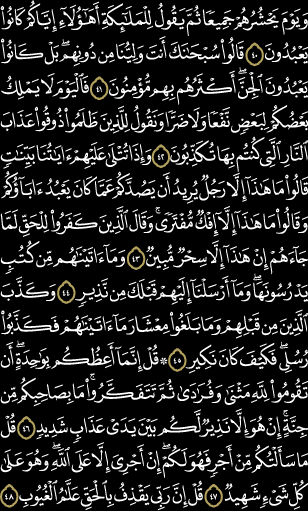 وَيَوْمَ يَحْشُرُهُمْ جَمِيعًا ثُمَّ يَقُولُ لِلْمَلَٰٓئِكَةِ أَهَٰٓؤُلَآءِ إِيَّاكُمْ كَانُوا۟
يَعْبُدُونَ ٤٠ قَالُوا۟ سُبْحَٰنَكَ أَنتَ وَلِيُّنَا مِن دُونِهِم ۖ بَلْ كَانُوا۟
يَعْبُدُونَ ٱلْجِنَّ ۖ أَكْثَرُهُم بِهِم مُّؤْمِنُونَ ٤١ فَٱلْيَوْمَ لَا يَمْلِكُ
بَعْضُكُمْ لِبَعْضٍ نَّفْعًا وَلَا ضَرًّا وَنَقُولُ لِلَّذِينَ ظَلَمُوا۟ ذُوقُوا۟ عَذَابَ
ٱلنَّارِ ٱلَّتِى كُنتُم بِهَا تُكَذِّبُونَ ٤٢ وَإِذَا تُتْلَىٰ عَلَيْهِمْ ءَايَٰتُنَا بَيِّنَٰتٍ
قَالُوا۟ مَا هَٰذَآ إِلَّا رَجُلٌ يُرِيدُ أَن يَصُدَّكُمْ عَمَّا كَانَ يَعْبُدُ ءَابَآؤُكُمْ
وَقَالُوا۟ مَا هَٰذَآ إِلَّآ إِفْكٌ مُّفْتَرًى ۚ وَقَالَ ٱلَّذِينَ كَفَرُوا۟ لِلْحَقِّ لَمَّا
جَآءَهُمْ إِنْ هَٰذَآ إِلَّا سِحْرٌ مُّبِينٌ ٤٣ وَمَآ ءَاتَيْنَٰهُم مِّن كُتُبٍ
يَدْرُسُونَهَا ۖ وَمَآ أَرْسَلْنَآ إِلَيْهِمْ قَبْلَكَ مِن نَّذِيرٍ ٤٤ وَكَذَّبَ
ٱلَّذِينَ مِن قَبْلِهِمْ وَمَا بَلَغُوا۟ مِعْشَارَ مَآ ءَاتَيْنَٰهُمْ فَكَذَّبُوا۟
رُسُلِى ۖ فَكَيْفَ كَانَ نَكِيرِ ٤٥ ۞ قُلْ إِنَّمَآ أَعِظُكُم بِوَٰحِدَةٍ ۖ أَن
تَقُومُوا۟ لِلَّهِ مَثْنَىٰ وَفُرَٰدَىٰ ثُمَّ تَتَفَكَّرُوا۟ ۚ مَا بِصَاحِبِكُم مِّن
جِنَّةٍ ۚ إِنْ هُوَ إِلَّا نَذِيرٌ لَّكُم بَيْنَ يَدَىْ عَذَابٍ شَدِيدٍ ٤٦ قُلْ
مَا سَأَلْتُكُم مِّنْ أَجْرٍ فَهُوَ لَكُمْ ۖ إِنْ أَجْرِىَ إِلَّا عَلَى ٱللَّهِ ۖ وَهُوَ عَلَىٰ
كُلِّ شَىْءٍ شَهِيدٌ ٤٧ قُلْ إِنَّ رَبِّى يَقْذِفُ بِٱلْحَقِّ عَلَّٰمُ ٱلْغُيُوبِ ٤٨